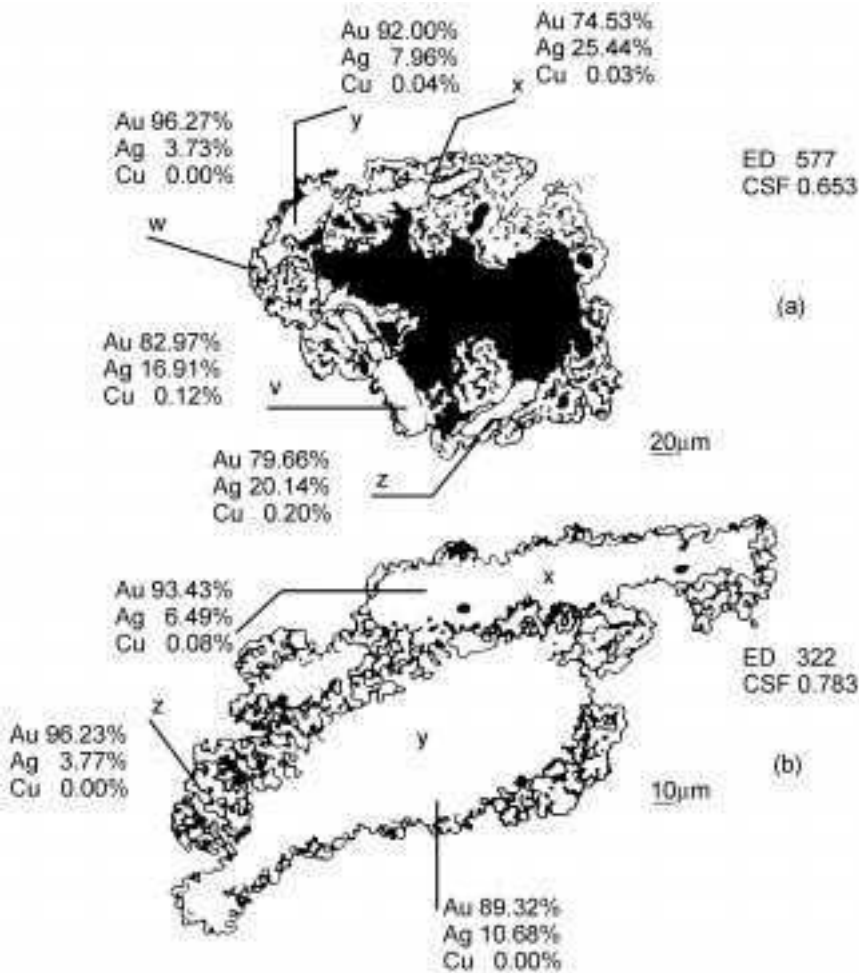 Au 92.00%
Ag 7.96%
Cu 0.04%
y
Au 74.53%
Ag 25.44%
Cu 0.03%
x
Au 96.27%
Ag 3.73%
Cu 0.00%
w
ED 577
CSF 0.653
(a)
Au 82.97%
Ag 16.91%
Cu 0.12%
v
20µm
Au 79.66%
Ag 20.14%
Cu 0.20%
z
Au 93.43%
Ag 6.49%
Cu 0.08%
x
ED 322
CSF 0.783
z
Au 96.23%
Ag 3.77%
Cu 0.00%
y
(b)
10µm
Au 89.32%
Ag 10.68%
Cu 0.00%